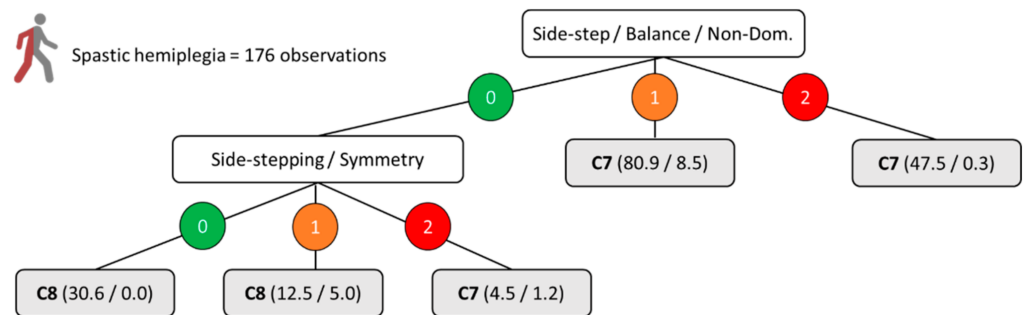 Side-step / Balance / Non-Dom.
Spastic hemiplegia = 176 observations
0
1
2
Side-stepping / Symmetry
C7 (80.9 / 8.5)
C7 (47.5 / 0.3)
0
1
2
C8 (30.6 / 0.0)
C8 (12.5 / 5.0)
C7 (4.5 / 1.2)